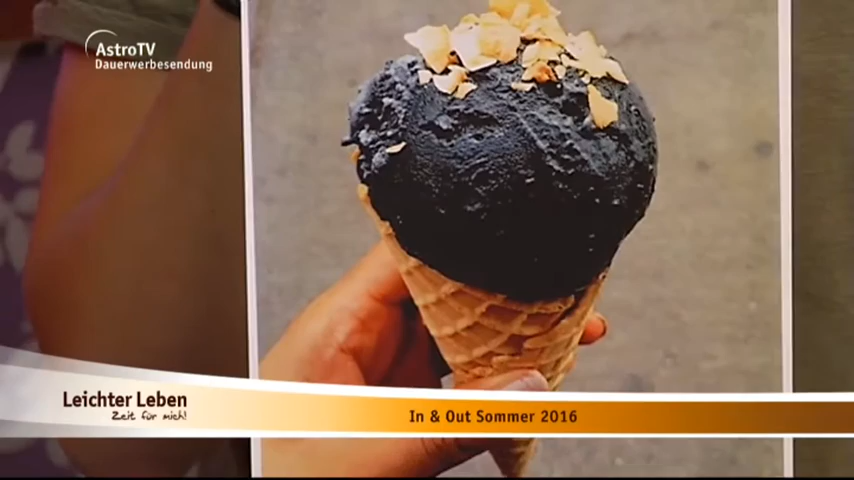 AstroTV
Dauerwerbesendung
Leichter Leben
Zeit für mich!
In & Out Sommer 2016